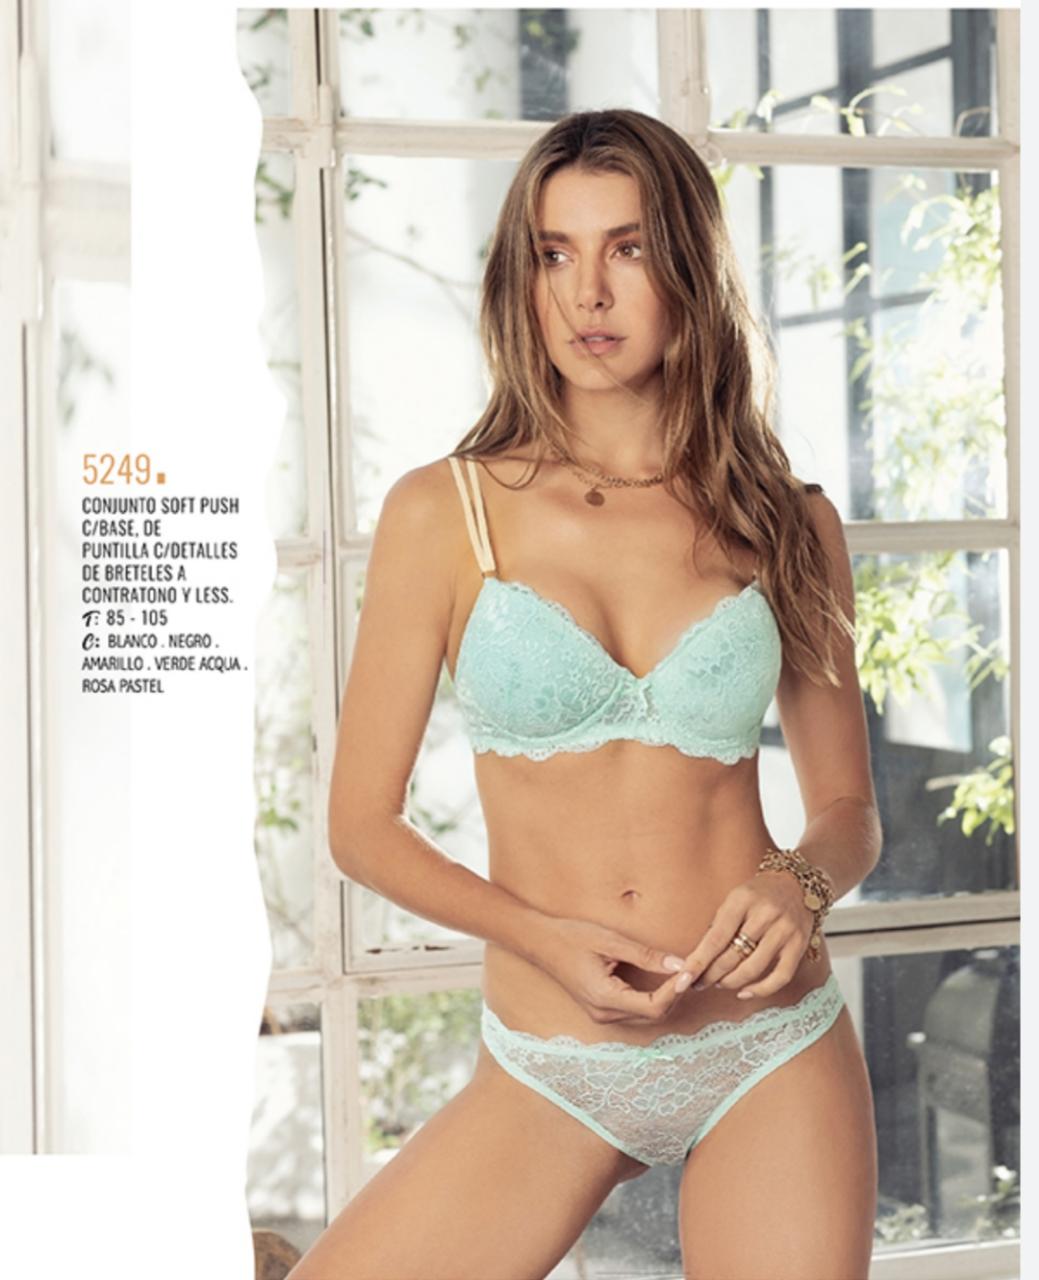 5249.
CONJUNTO SOFT PUSH
C/BASE, DE
PUNTILLA C/DETALLES
DE BRETELES A
CONTRATONO Y LESS.
T: 85 - 105
C: BLANCO . NEGRO .
AMARILLO . VERDE ACQUA .
ROSA PASTEL